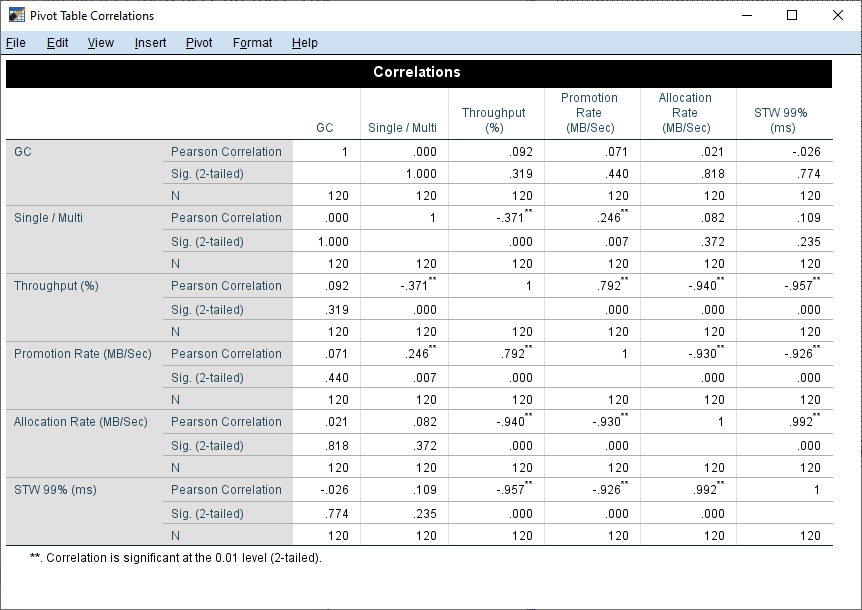 Pivot Table Correlations
File Edit View Insert Pivot Format Help
Correlations
GC Single / Multi Throughput (%) Promotion Rate (MB/Sec) Allocation Rate (MB/Sec) STW 99% (ms)
GC Pearson Correlation 1 .000 .092 .071 .021 -.026
Sig. (2-tailed) 1.000 .319 .440 .818 .774
N 120 120 120 120 120 120
Single / Multi Pearson Correlation .000 1 -.371** .246** .082 .109
Sig. (2-tailed) 1.000 .000 .007 .372 .235
N 120 120 120 120 120 120
Throughput (%) Pearson Correlation .092 -.371** 1 .792** -.940** -.957**
Sig. (2-tailed) .319 .000 .000 .000 .000
N 120 120 120 120 120 120
Promotion Rate (MB/Sec) Pearson Correlation .071 .246** .792** 1 -.930** -.926**
Sig. (2-tailed) .440 .007 .000 .000 .000
N 120 120 120 120 120 120
Allocation Rate (MB/Sec) Pearson Correlation .021 .082 -.940** -.930** 1 .992**
Sig. (2-tailed) .818 .372 .000 .000 .000
N 120 120 120 120 120 120
STW 99% (ms) Pearson Correlation -.026 .109 -.957** -.926** .992** 1
Sig. (2-tailed) .774 .235 .000 .000 .000
N 120 120 120 120 120 120
**. Correlation is significant at the 0.01 level (2-tailed).